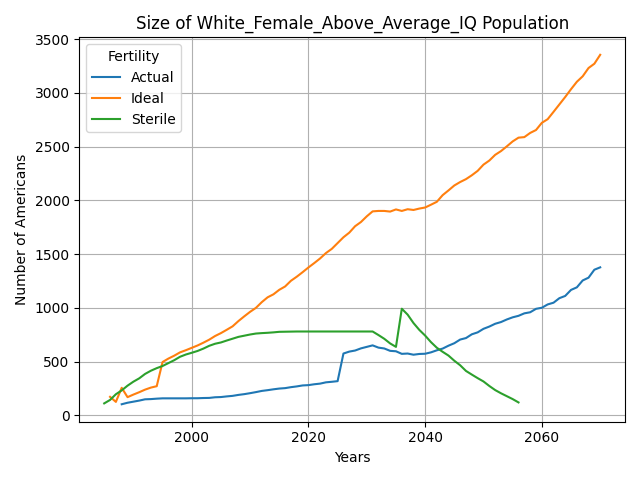 Size of White_Female_Above_Average_IQ Population
3500
3000
2500
2000
1500
1000
500
0
Number of Americans
Fertility
Actual
Ideal
Sterile
2000
2020
2040
2060
Years